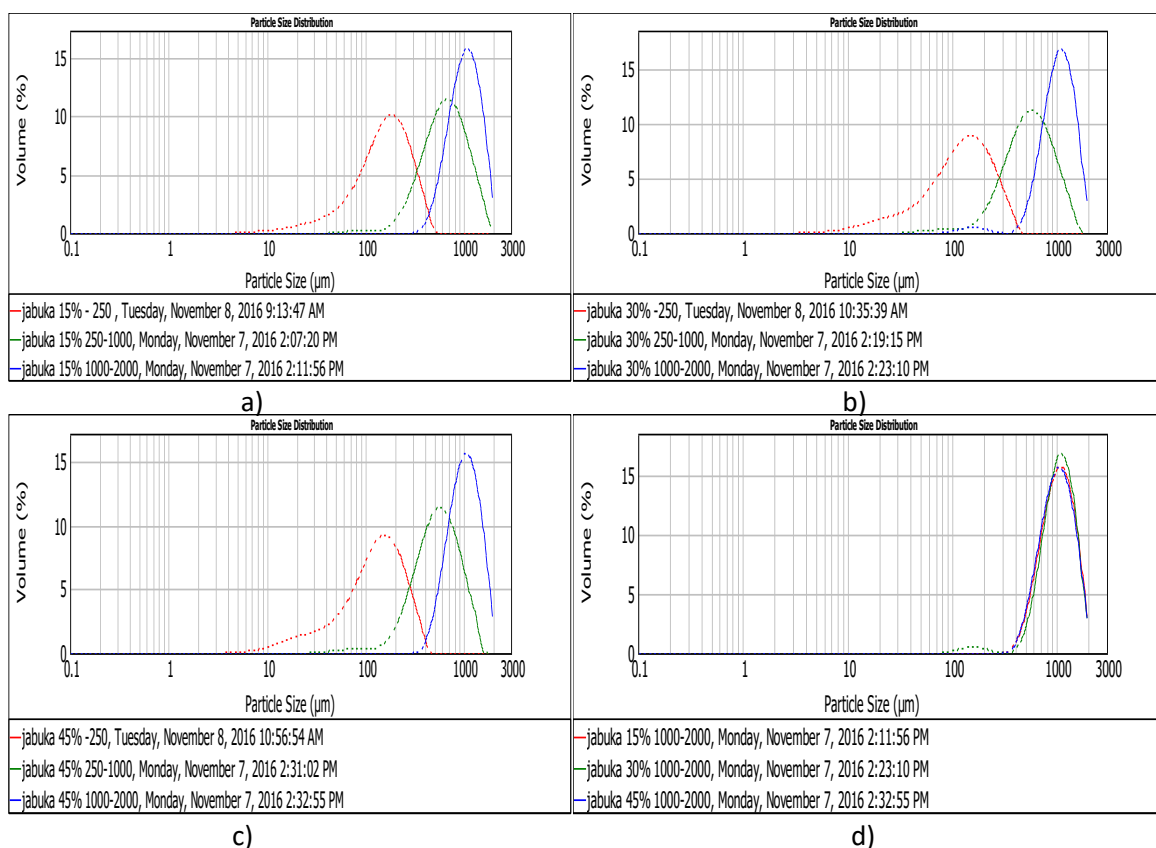 Particle Size Distribution
Volume (%)
15
10
5
0
0.1 1 10 100 1000 3000
Particle Size (µm)
jabuka 15% - 250 , Tuesday, November 8, 2016 9:13:47 AM
jabuka 15% 250-1000, Monday, November 7, 2016 2:07:20 PM
jabuka 15% 1000-2000, Monday, November 7, 2016 2:11:56 PM
a)
Particle Size Distribution
Volume (%)
15
10
5
0
0.1 1 10 100 1000 3000
Particle Size (µm)
jabuka 30% -250, Tuesday, November 8, 2016 10:35:39 AM
jabuka 30% 250-1000, Monday, November 7, 2016 2:19:15 PM
jabuka 30% 1000-2000, Monday, November 7, 2016 2:23:10 PM
b)
Particle Size Distribution
Volume (%)
15
10
5
0
0.1 1 10 100 1000 3000
Particle Size (µm)
jabuka 45% -250, Tuesday, November 8, 2016 10:56:54 AM
jabuka 45% 250-1000, Monday, November 7, 2016 2:31:02 PM
jabuka 45% 1000-2000, Monday, November 7, 2016 2:32:55 PM
c)
Particle Size Distribution
Volume (%)
15
10
5
0
0.1 1 10 100 1000 3000
Particle Size (µm)
jabuka 15% 1000-2000, Monday, November 7, 2016 2:11:56 PM
jabuka 30% 1000-2000, Monday, November 7, 2016 2:23:10 PM
jabuka 45% 1000-2000, Monday, November 7, 2016 2:32:55 PM
d)